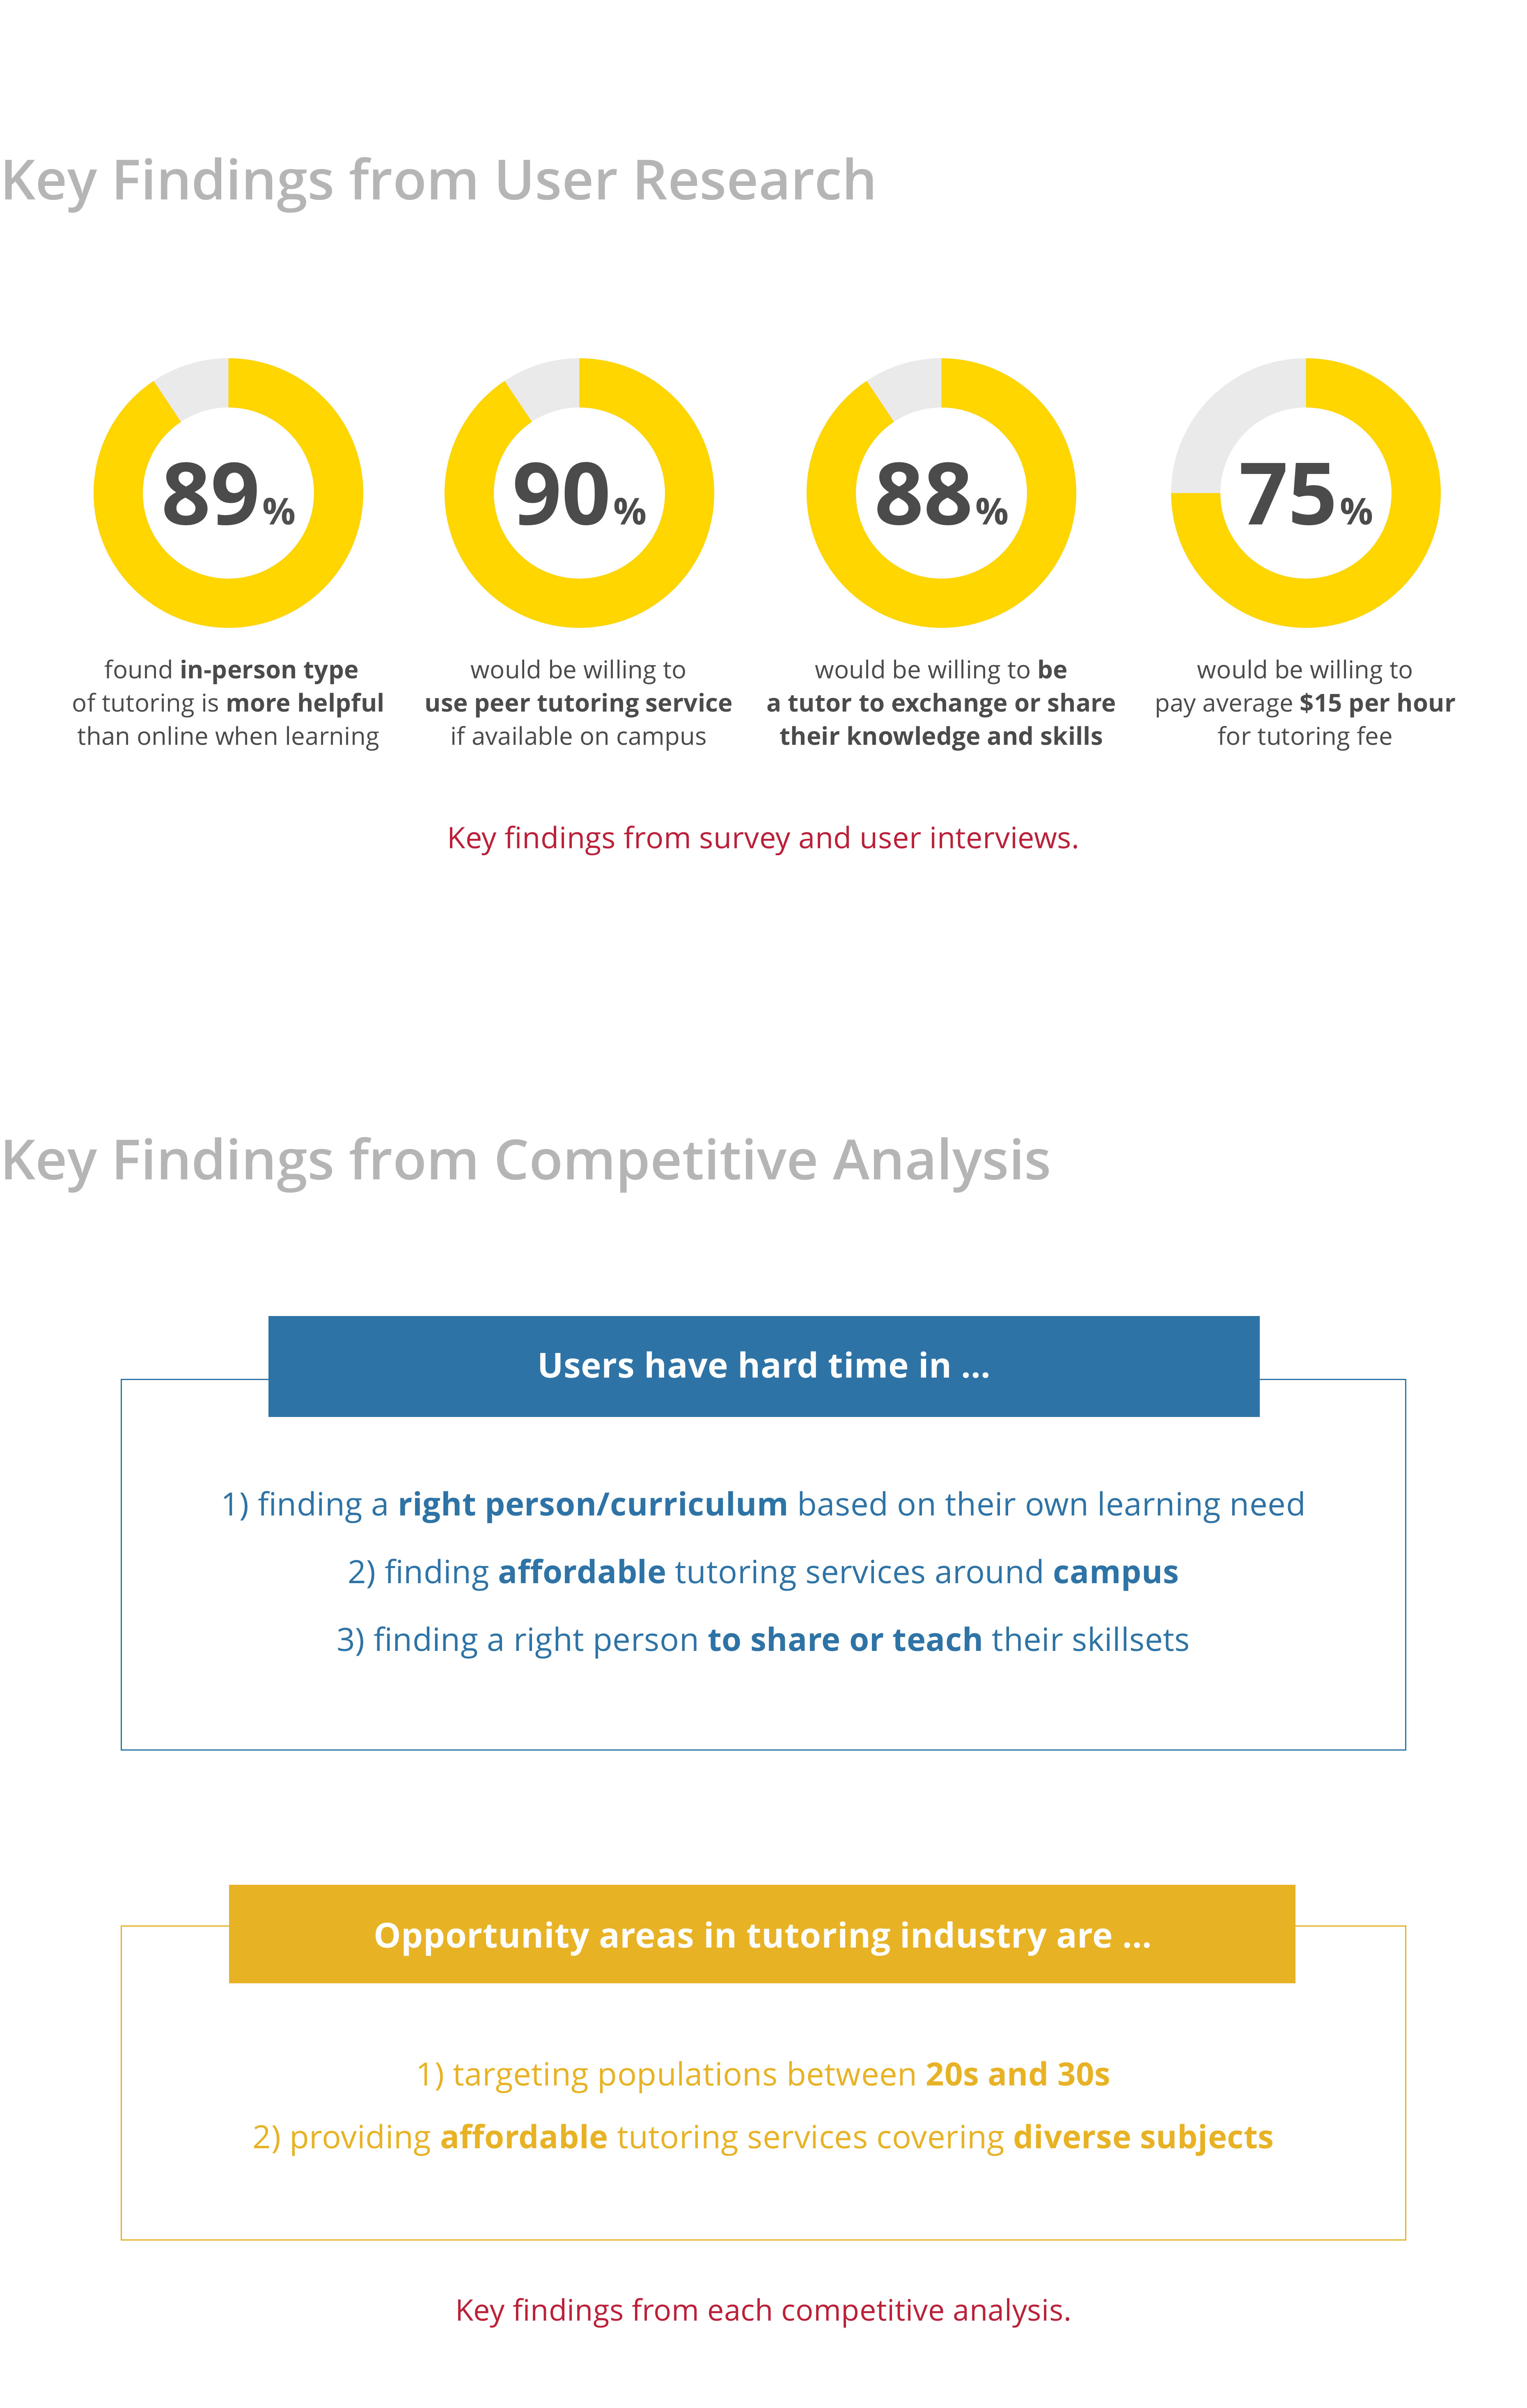 Key Findings from User Research
89%
90%
88%
75%
found in-person type
of tutoring is more helpful
than online when learning
would be willing to
use peer tutoring service
if available on campus
would be willing to be
a tutor to exchange or share
their knowledge and skills
would be willing to
pay average $15 per hour
for tutoring fee
Key findings from survey and user interviews.
Key Findings from Competitive Analysis
Users have hard time in ...
1) finding a right person/curriculum based on their own learning need
2) finding affordable tutoring services around campus
3) finding a right person to share or teach their skillsets
Opportunity areas in tutoring industry are ...
1) targeting populations between 20s and 30s
2) providing affordable tutoring services covering diverse subjects
Key findings from each competitive analysis.